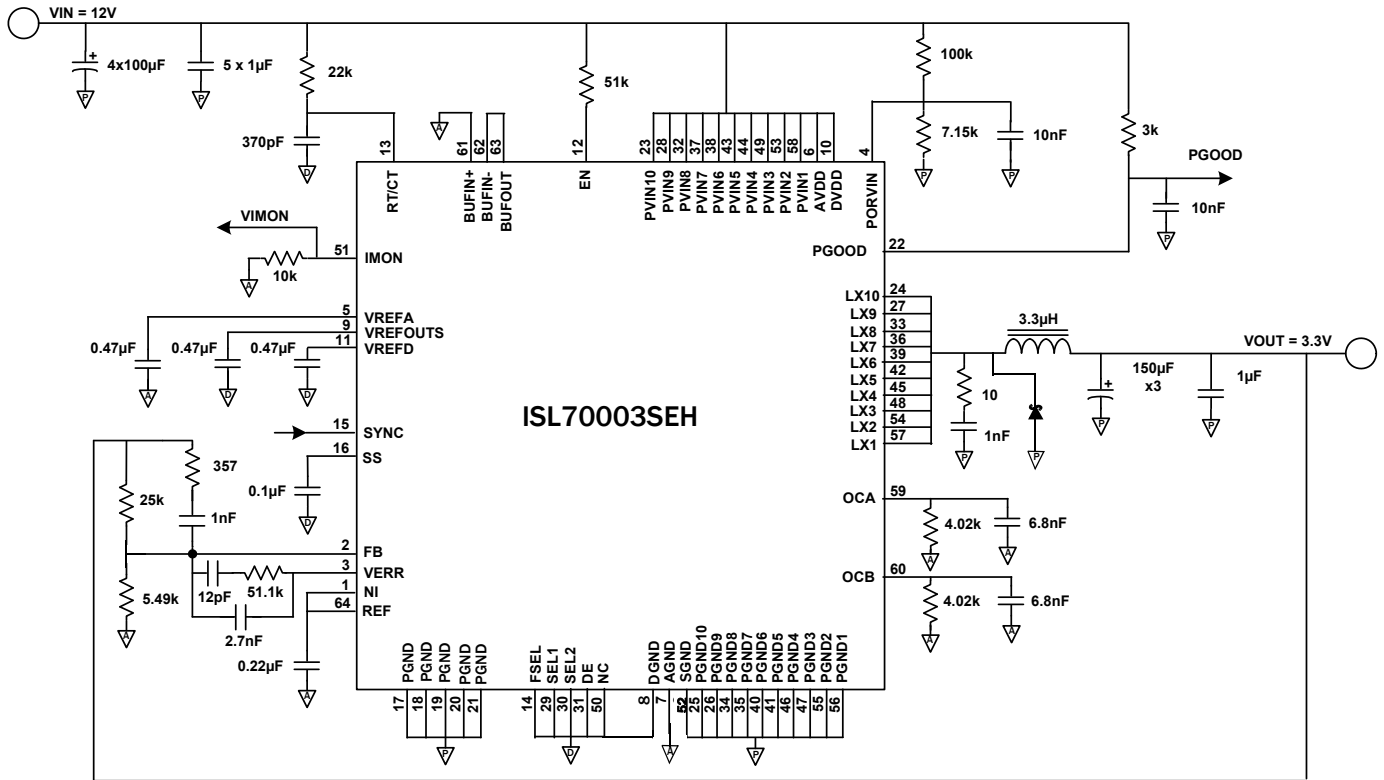 VIN = 12V
4x100µF
5 x 1µF
22k
370pF
51k
100k
7.15k
10nF
3k
PGOOD
10nF
13
61
62
63
12
23
28
32
37
38
43
44
49
53
58
6
10
4
RT/CT
BUFIN+
BUFIN-
BUFOUT
EN
PVIN10
PVIN9
PVIN8
PVIN7
PVIN6
PVIN5
PVIN4
PVIN3
PVIN2
PVIN1
AVDD
DVDD
PORVIN
VIMON
10k
51
IMON
PGOOD
22
5
VREFA
9
VREFOUTS
11
VREFD
0.47µF
0.47µF
0.47µF
LX10 24
LX9 27
LX8 33
LX7 36
LX6 39
LX5 42
LX4 45
LX3 48
LX2 54
LX1 57
3.3µH
VOUT = 3.3V
10
1nF
150µF
x3
1µF
ISL70003SEH
15
SYNC
16
SS
0.1µF
357
25k
1nF
2
FB
3
VERR
1
NI
64
REF
12pF
51.1k
2.7nF
5.49k
0.22µF
OCA
59
4.02k
6.8nF
OCB
60
4.02k
6.8nF
PGND
PGND
PGND
PGND
PGND
17
18
19
20
21
FSEL
SEL1
SEL2
DE
NC
14
29
30
31
50
DGND
AGND
SGND
PGND10
PGND9
PGND8
PGND7
PGND6
PGND5
PGND4
PGND3
PGND2
PGND1
8
7
52
25
26
34
35
40
41
46
47
55
56
A
P
P
D
A
P
P
A
A
D
D
P
P
P
P
D
A
A
A
A
A
A
P
D
A
P